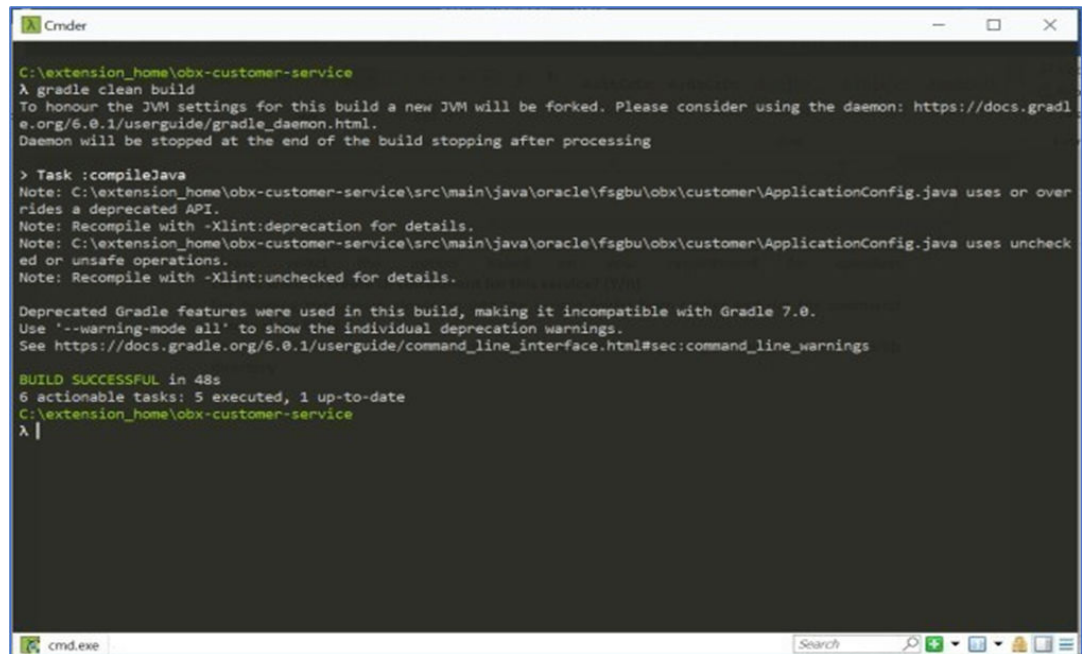 λ Cmder
C:\extension_home\obx-customer-service
λ gradle clean build
To honour the JVM settings for this build a new JVM will be forked. Please consider using the daemon: https://docs.gradl
e.org/6.0.1/userguide/gradle_daemon.html.
Daemon will be stopped at the end of the build stopping after processing
> Task :compileJava
Note: C:\extension_home\obx-customer-service\src\main\java\oracle\fsgbu\obx\customer\ApplicationConfig.java uses or over
rides a deprecated API.
Note: Recompile with -Xlint:deprecation for details.
Note: C:\extension_home\obx-customer-service\src\main\java\oracle\fsgbu\obx\customer\ApplicationConfig.java uses uncheck
ed or unsafe operations.
Note: Recompile with -Xlint:unchecked for details.
Deprecated Gradle features were used in this build, making it incompatible with Gradle 7.0.
Use '--warning-mode all' to show the individual deprecation warnings.
See https://docs.gradle.org/6.0.1/userguide/command_line_interface.html#sec:command_line_warnings
BUILD SUCCESSFUL in 48s
6 actionable tasks: 5 executed, 1 up-to-date
C:\extension_home\obx-customer-service
λ
cmd.exe
Search